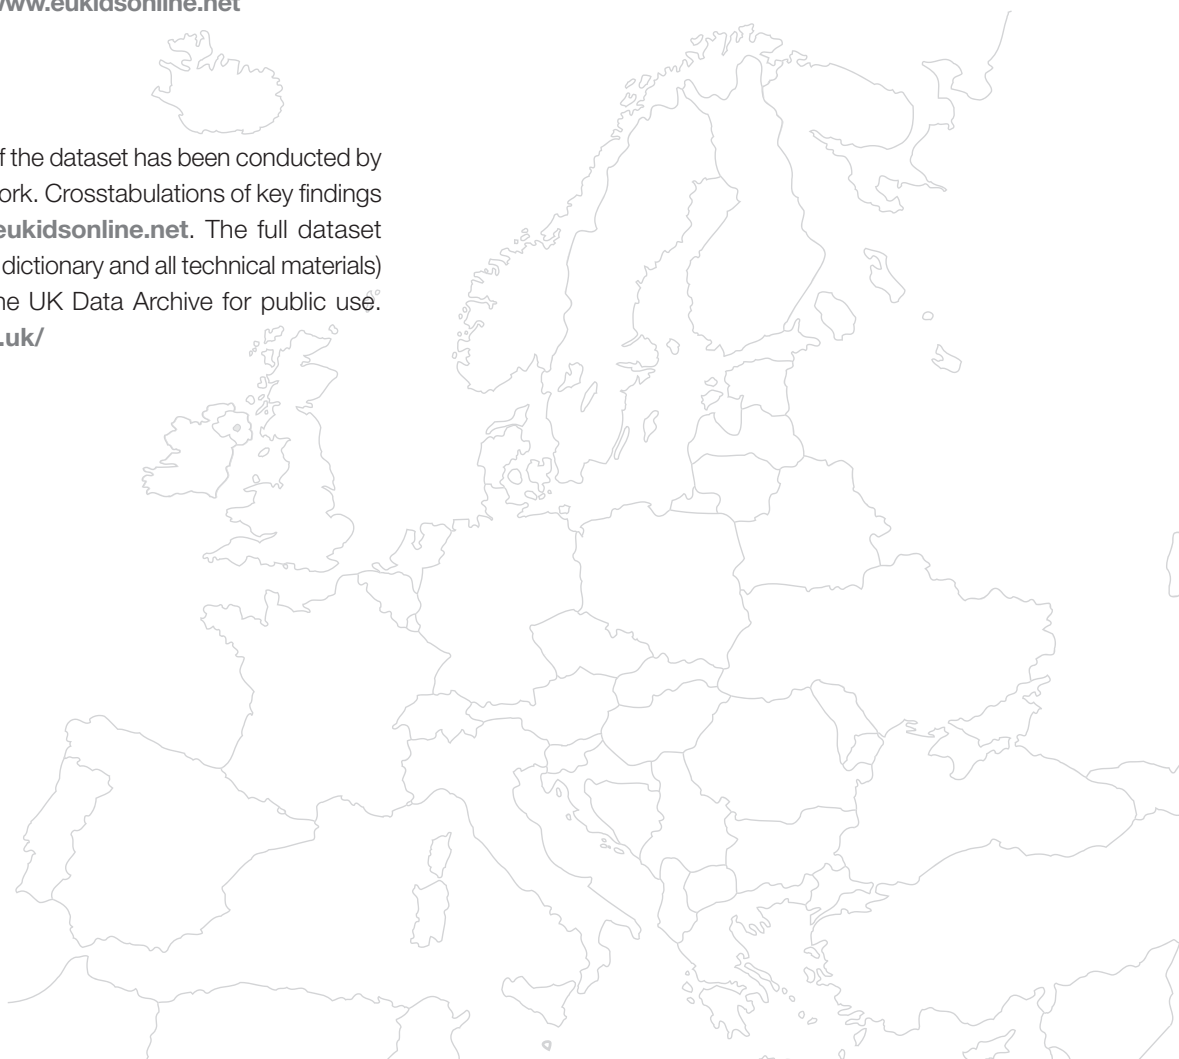 www.eukidsonline.net
f the dataset has been conducted by
ork. Crosstabulations of key findings
eukidsonline.net. The full dataset
dictionary and all technical materials)
he UK Data Archive for public use.
.uk/